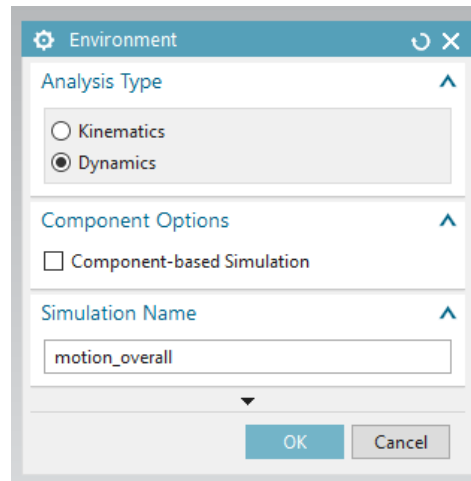 Environment
Analysis Type
Kinematics
Dynamics
Component Options
Component-based Simulation
Simulation Name
motion_overall
OK Cancel